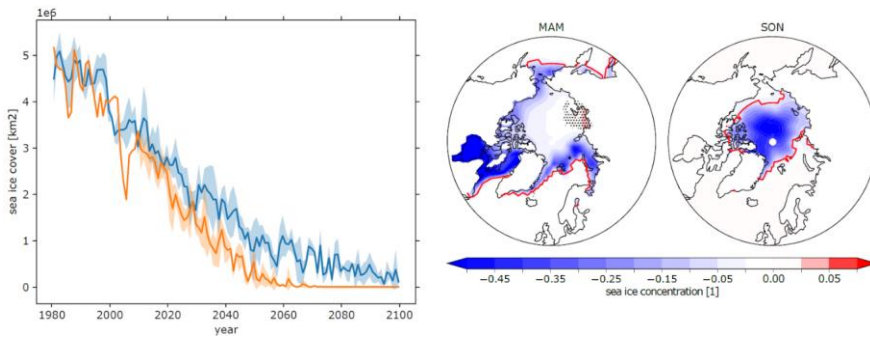 1e6
5
4
3
2
1
0
sea ice cover [km2]
1980 2000 2020 2040 2060 2080 2100
year
MAM SON
−0.45 −0.35 −0.25 −0.15 −0.05 0.00 0.05
sea ice concentration [1]